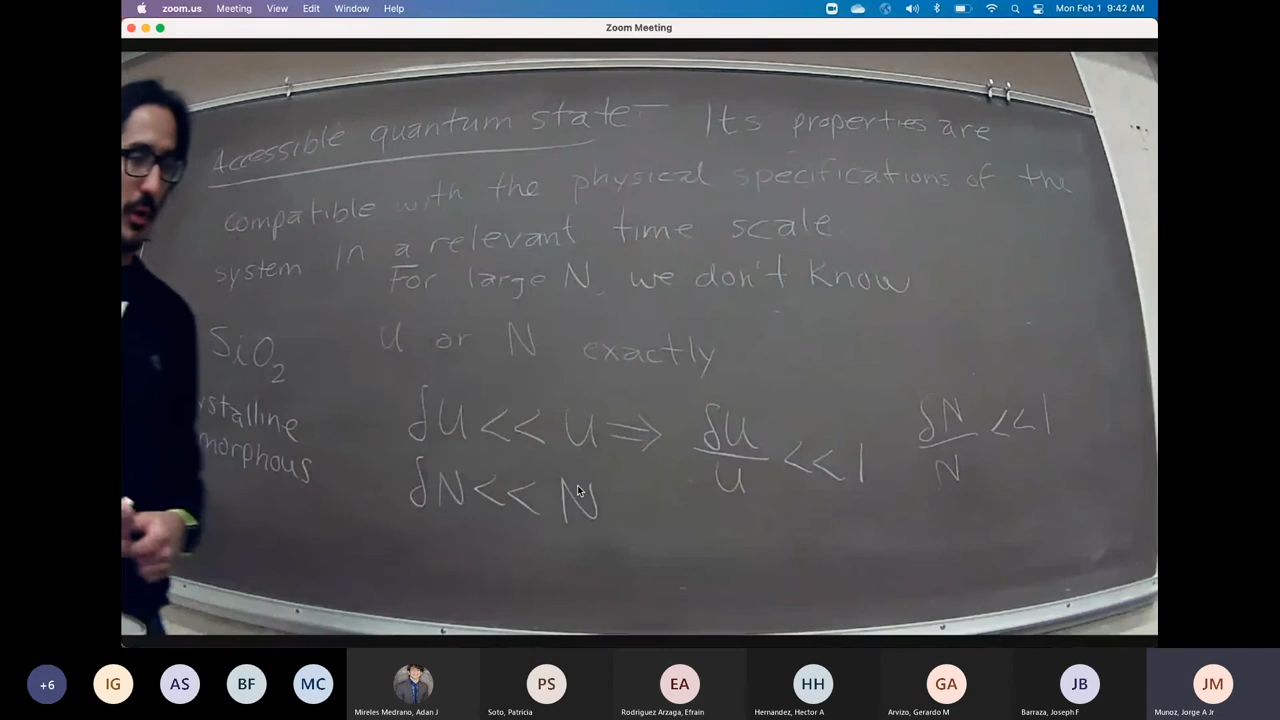 zoom.us Meeting View Edit Window Help Mon Feb 1 9:42 AM
Zoom Meeting
Accessible quantum state— Its properties are
compatible with the physical specifications of the
system in a relevant time scale
For large N, we don't know
SiO2 U or N exactly
ystalline
morphous
δU << U ⇒ δU/U <<1 δN/N <<1
δN << N
+6 IG AS BF MC PS EA HH GA JB JM
Mireles Medrano, Adan J Soto, Patricia Rodriguez Arzaga, Efrain Hernandez, Hector A Arvizo, Gerardo M Barraza, Joseph F Munoz, Jorge A Jr